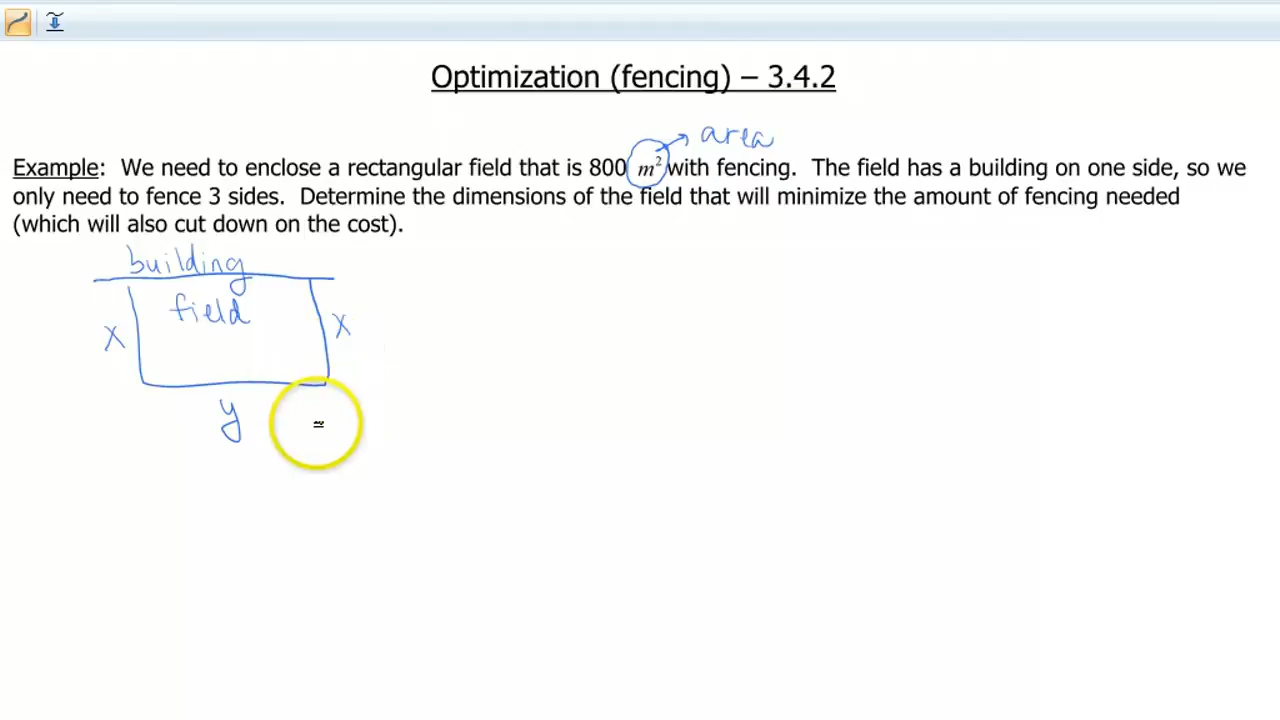 Optimization (fencing) – 3.4.2
area
Example: We need to enclose a rectangular field that is 800 m² with fencing. The field has a building on one side, so we
only need to fence 3 sides. Determine the dimensions of the field that will minimize the amount of fencing needed
(which will also cut down on the cost).
building
field
x x
y